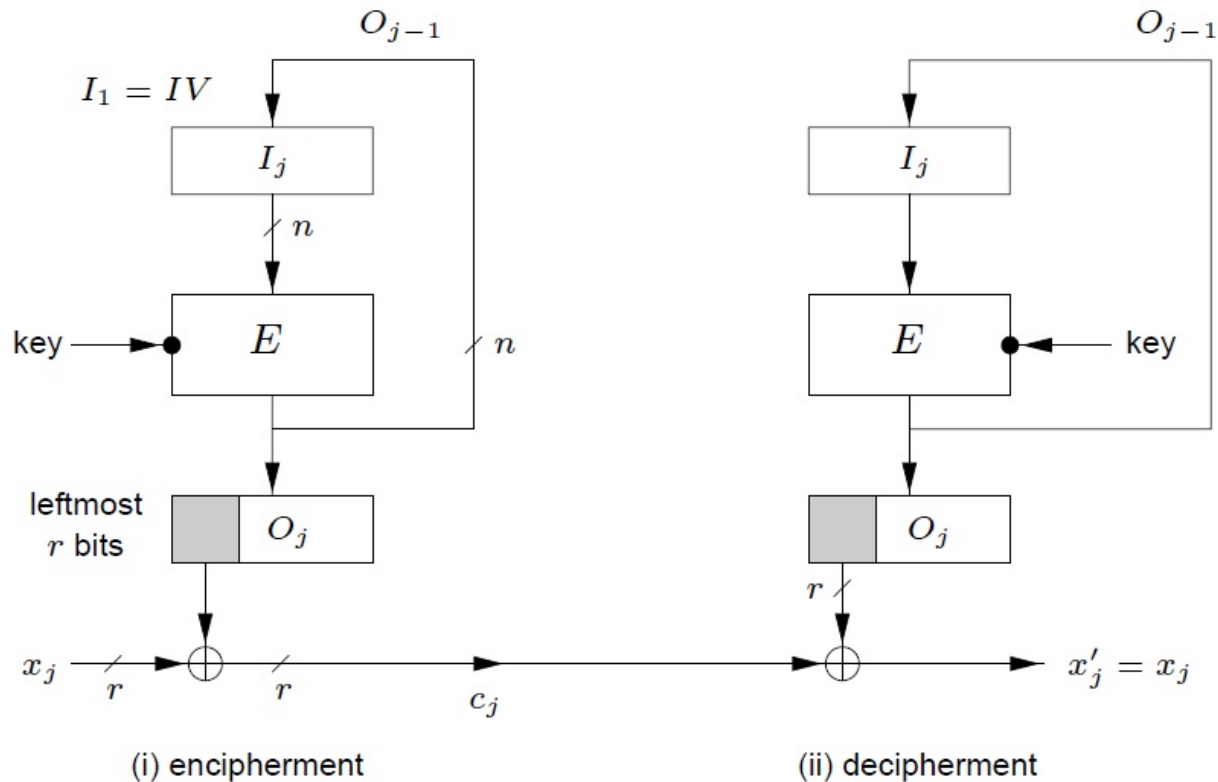 O_{j-1}
I_1 = IV
I_j
n
key
E
n
leftmost
r bits
O_j
x_j
r
r
c_j
(i) encipherment
O_{j-1}
I_j
E
key
O_j
r
x'_j = x_j
(ii) decipherment